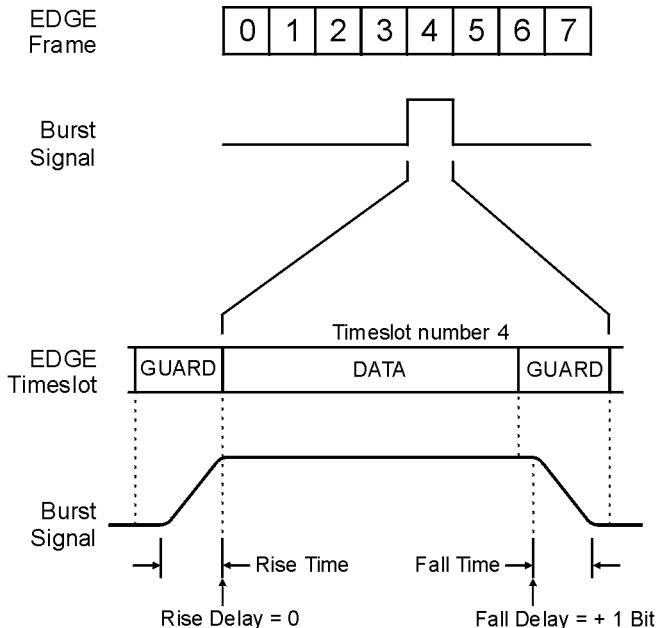 EDGE
Frame
0 1 2 3 4 5 6 7
Burst
Signal
Timeslot number 4
EDGE
Timeslot
GUARD
DATA
GUARD
Burst
Signal
Rise Time
Fall Time
Rise Delay = 0
Fall Delay = + 1 Bit